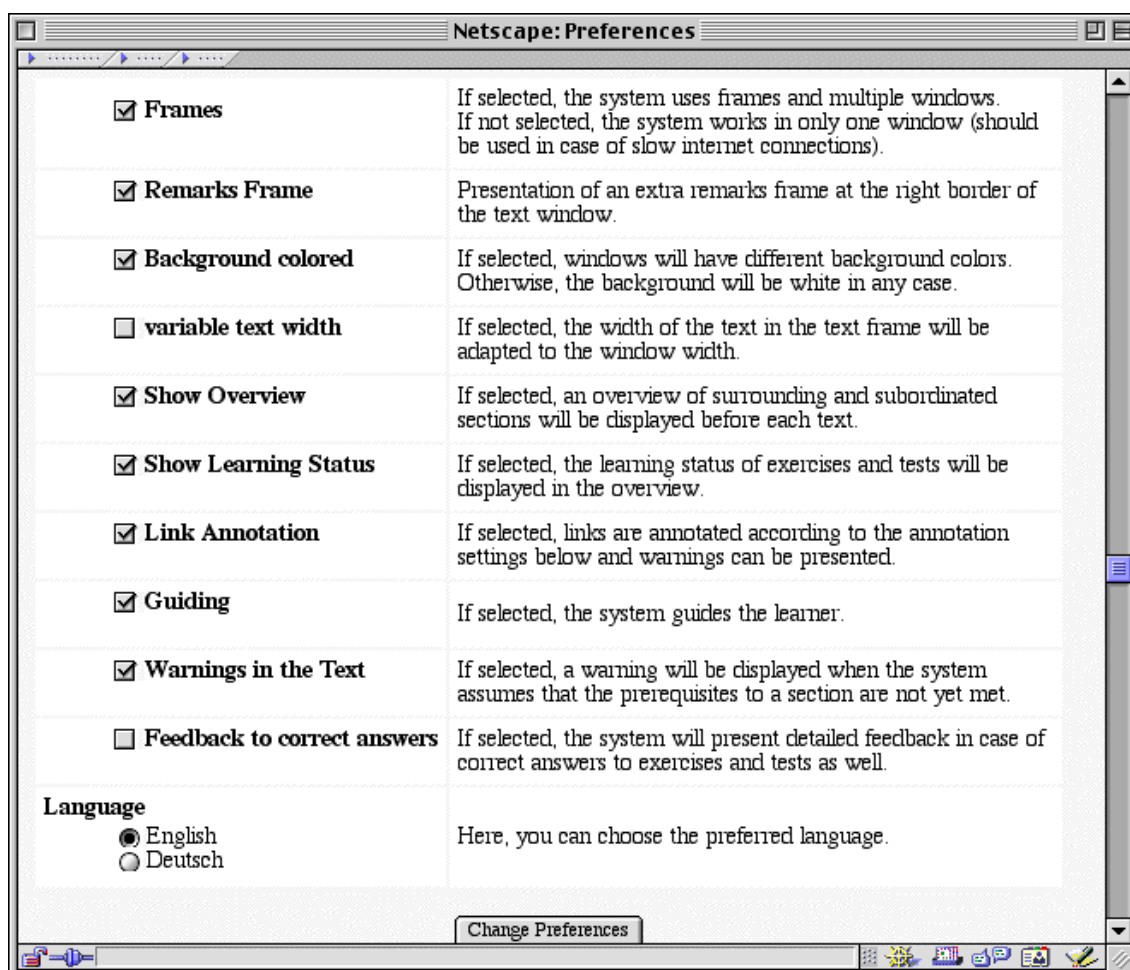 Netscape: Preferences
Frames
If selected, the system uses frames and multiple windows.
If not selected, the system works in only one window (should
be used in case of slow internet connections).
Remarks Frame
Presentation of an extra remarks frame at the right border of
the text window.
Background colored
If selected, windows will have different background colors.
Otherwise, the background will be white in any case.
variable text width
If selected, the width of the text in the text frame will be
adapted to the window width.
Show Overview
If selected, an overview of surrounding and subordinated
sections will be displayed before each text.
Show Learning Status
If selected, the learning status of exercises and tests will be
displayed in the overview.
Link Annotation
If selected, links are annotated according to the annotation
settings below and warnings can be presented.
Guiding
If selected, the system guides the learner.
Warnings in the Text
If selected, a warning will be displayed when the system
assumes that the prerequisites to a section are not yet met.
Feedback to correct answers
If selected, the system will present detailed feedback in case of
correct answers to exercises and tests as well.
Language
English
Deutsch
Here, you can choose the preferred language.
Change Preferences